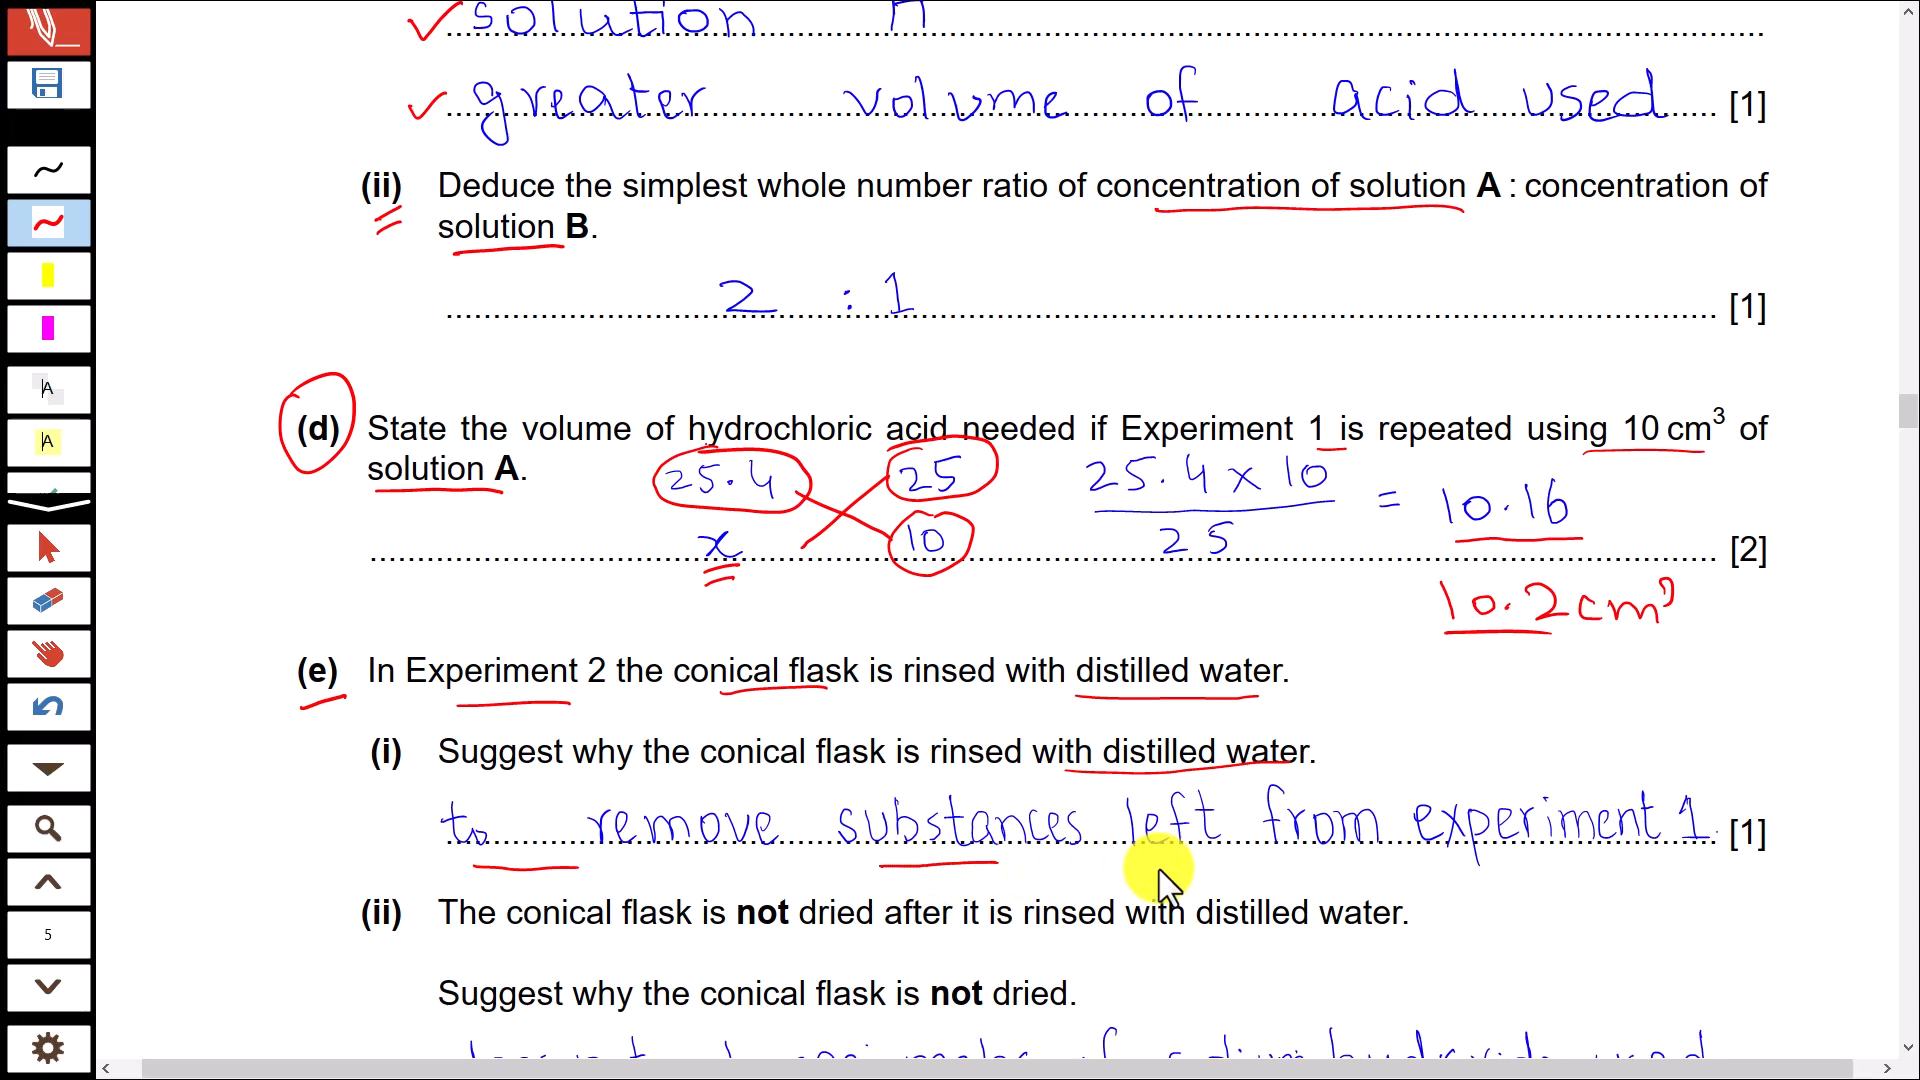 solution A
greater volume of acid used [1]
(ii) Deduce the simplest whole number ratio of concentration of solution A : concentration of
solution B.
2 : 1
[1]
(d) State the volume of hydrochloric acid needed if Experiment 1 is repeated using 10 cm³ of
solution A.
25.4 25 25.4 x 10
x 10 25 = 10.16
[2]
10.2 cm³
(e) In Experiment 2 the conical flask is rinsed with distilled water.
(i) Suggest why the conical flask is rinsed with distilled water.
to remove substances left from experiment 1 [1]
(ii) The conical flask is not dried after it is rinsed with distilled water.
Suggest why the conical flask is not dried.
5